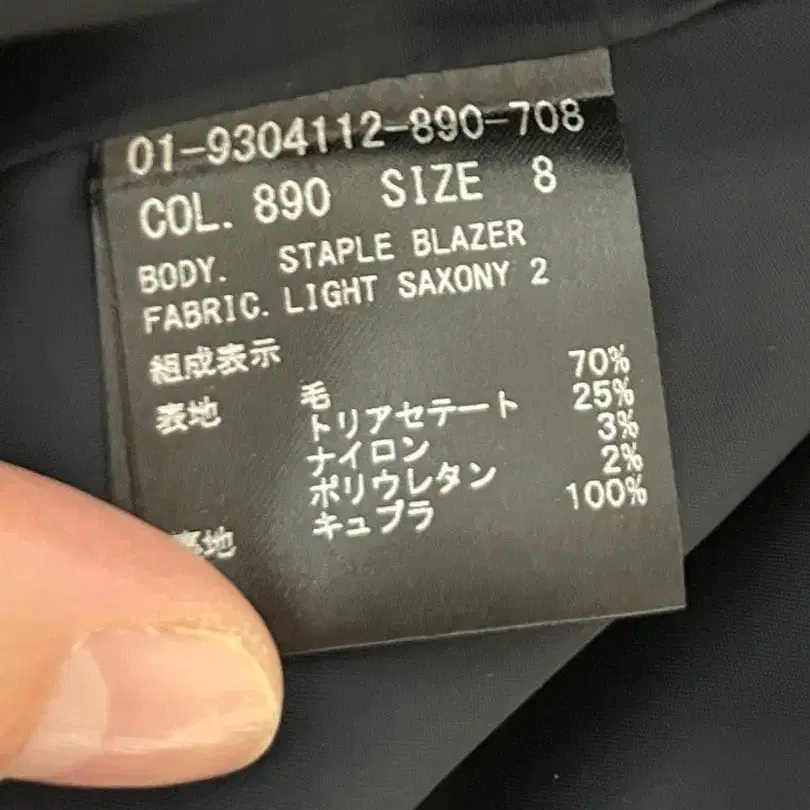 01-9304112-890-708
COL. 890 SIZE 8
BODY. STAPLE BLAZER
FABRIC. LIGHT SAXONY 2
組成表示
表地 毛 70%
トリアセテート 25%
ナイロン 3%
ポリウレタン 2%
裏地 キュプラ 100%